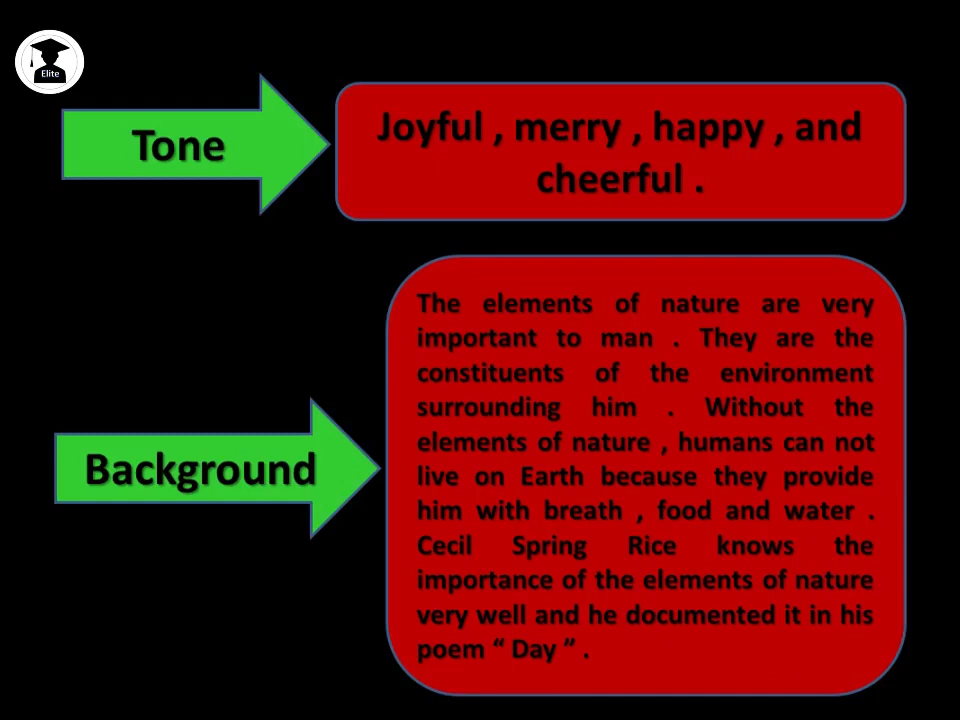 Elite
Tone
Joyful , merry , happy , and
cheerful .
Background
The elements of nature are very
important to man . They are the
constituents of the environment
surrounding him . Without the
elements of nature , humans can not
live on Earth because they provide
him with breath , food and water .
Cecil Spring Rice knows the
importance of the elements of nature
very well and he documented it in his
poem “ Day ” .